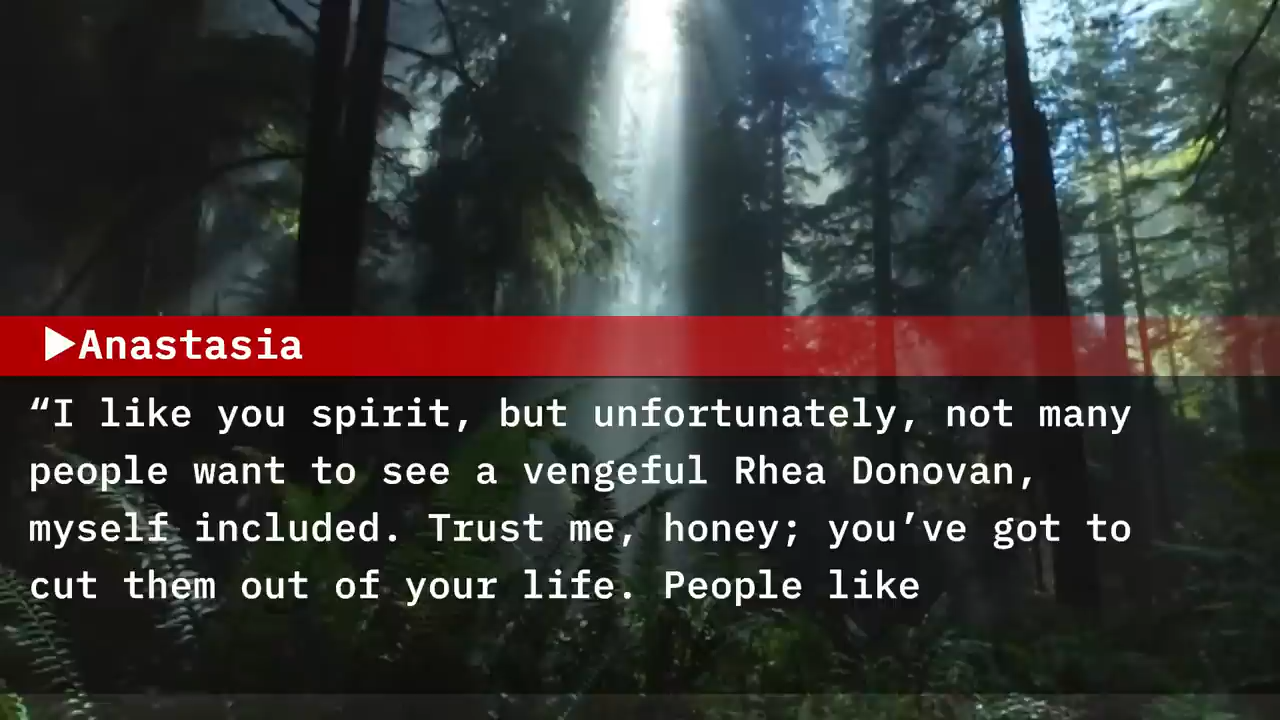 ▶Anastasia
“I like you spirit, but unfortunately, not many
people want to see a vengeful Rhea Donovan,
myself included. Trust me, honey; you’ve got to
cut them out of your life. People like